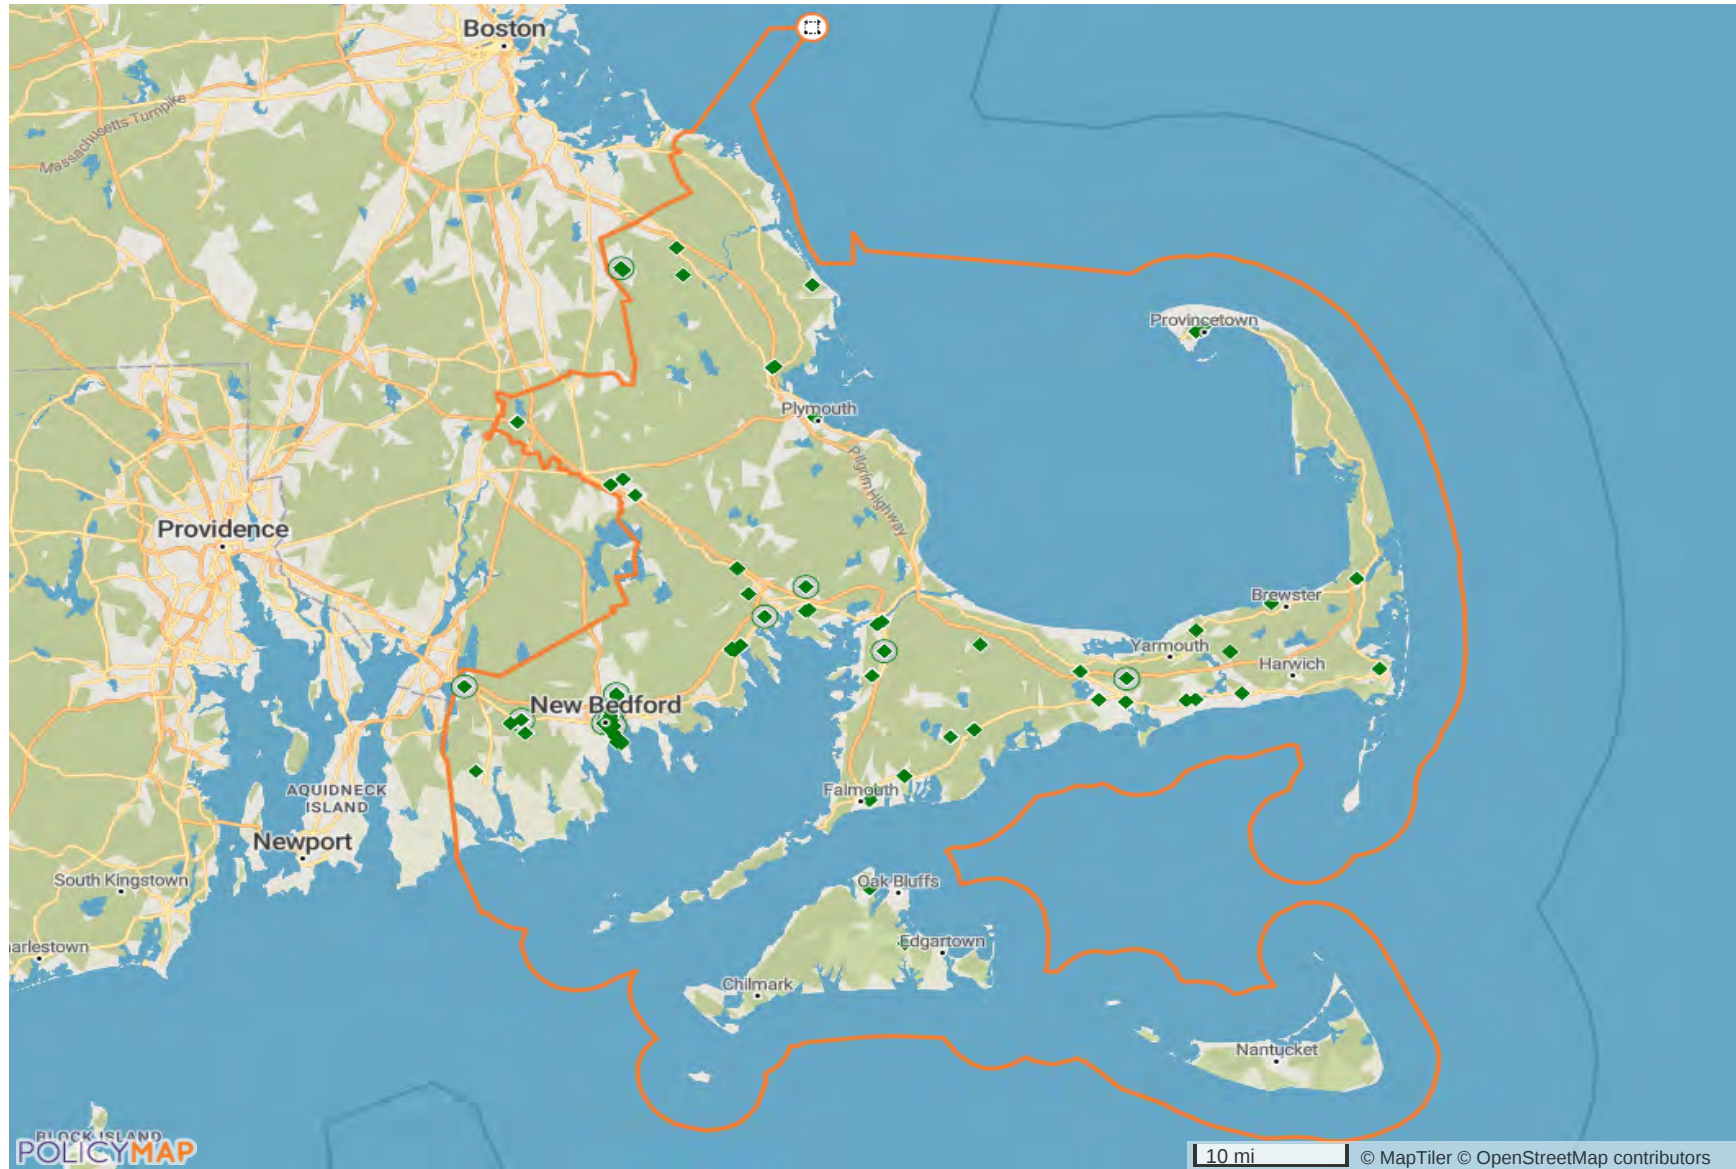 Boston
Massachusetts Turnpike
Provincetown
Plymouth
Pilgrim Highway
Providence
Brewster
Yarmouth
Harwich
New Bedford
AQUIDNECK
ISLAND
Falmouth
Newport
South Kingstown
Oak Bluffs
arlestown
Edgartown
Chilmark
Nantucket
BLOCK ISLAND
POLICYMAP
10 mi
© MapTiler © OpenStreetMap contributors